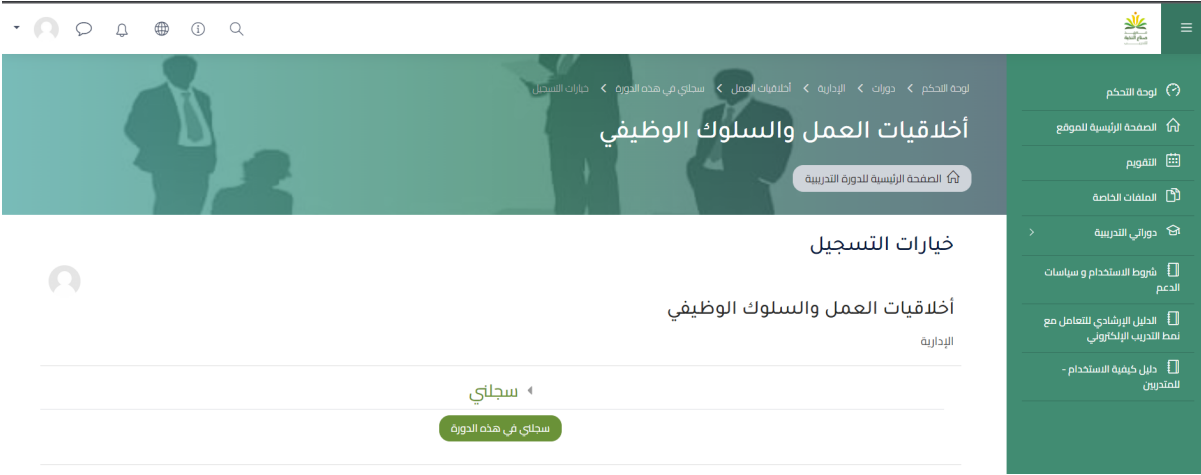 لوحة التحكم
الصفحة الرئيسية للموقع
التقويم
الملفات الخاصة
دوراتي التدريبية
شروط الاستخدام و سياسات
الدعم
الدليل الإرشادي للتعامل مع
نمط التدريب الإلكتروني
دليل كيفية الاستخدام -
للمتدربين
لوحة التحكم > دورات > الإدارية > أخلاقيات العمل > سجلني في هذه الدورة > خيارات التسجيل
أخلاقيات العمل والسلوك الوظيفي
الصفحة الرئيسية للدورة التدريبية
خيارات التسجيل
أخلاقيات العمل والسلوك الوظيفي
الإدارية
سجلني
سجلني في هذه الدورة